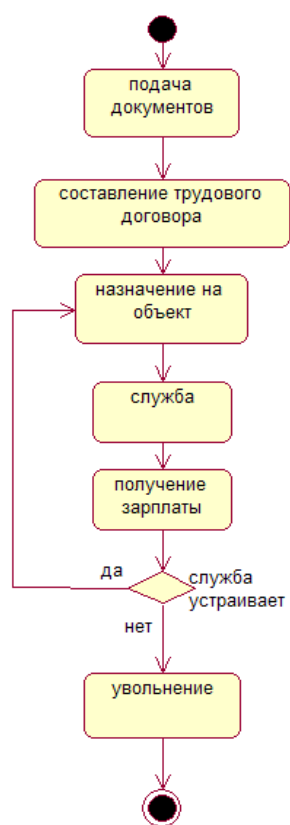 подача
документов
составление трудового
договора
назначение на
объект
служба
получение
зарплаты
да
служба
устраивает
нет
увольнение